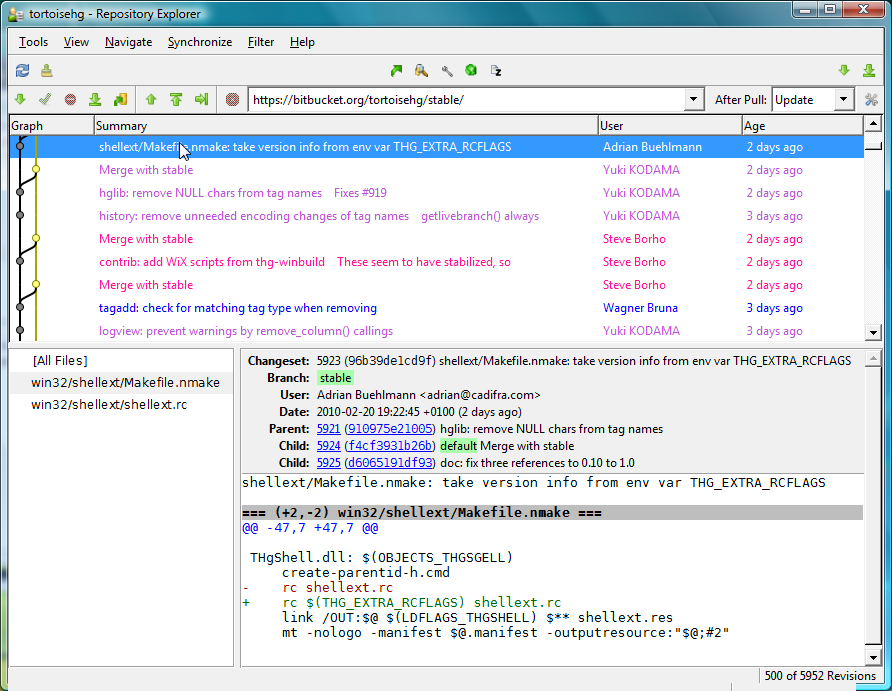 tortoisehg - Repository Explorer
Tools View Navigate Synchronize Filter Help
https://bitbucket.org/tortoisehg/stable/ After Pull: Update
Graph Summary User Age
shellext/Makefile.nmake: take version info from env var THG_EXTRA_RCFLAGS Adrian Buehlmann 2 days ago
Merge with stable Yuki KODAMA 2 days ago
hglib: remove NULL chars from tag names Fixes #919 Yuki KODAMA 2 days ago
history: remove unneeded encoding changes of tag names getlivebranch() always Yuki KODAMA 3 days ago
Merge with stable Steve Borho 2 days ago
contrib: add WiX scripts from thg-winbuild These seem to have stabilized, so Steve Borho 2 days ago
Merge with stable Steve Borho 2 days ago
tagadd: check for matching tag type when removing Wagner Bruna 3 days ago
logview: prevent warnings by remove_column() callings Yuki KODAMA 3 days ago
[All Files]
win32/shellext/Makefile.nmake
win32/shellext/shellext.rc
Changeset: 5923 (96b39de1cd9f) shellext/Makefile.nmake: take version info from env var THG_EXTRA_RCFLAGS
Branch: stable
User: Adrian Buehlmann <adrian@cadifra.com>
Date: 2010-02-20 19:22:45 +0100 (2 days ago)
Parent: 5921 (910975e21005) hglib: remove NULL chars from tag names
Child: 5924 (f4cf3931b26b) default Merge with stable
Child: 5925 (d6065191df93) doc: fix three references to 0.10 to 1.0
shellext/Makefile.nmake: take version info from env var THG_EXTRA_RCFLAGS
=== (+2,-2) win32/shellext/Makefile.nmake ===
@@ -47,7 +47,7 @@
THgShell.dll: $(OBJECTS_THGSGELL)
create-parentid-h.cmd
- rc shellext.rc
+ rc $(THG_EXTRA_RCFLAGS) shellext.rc
link /OUT:$@ $(LDFLAGS_THGSHELL) $** shellext.res
mt -nologo -manifest $@.manifest -outputresource:"$@;#2"
500 of 5952 Revisions